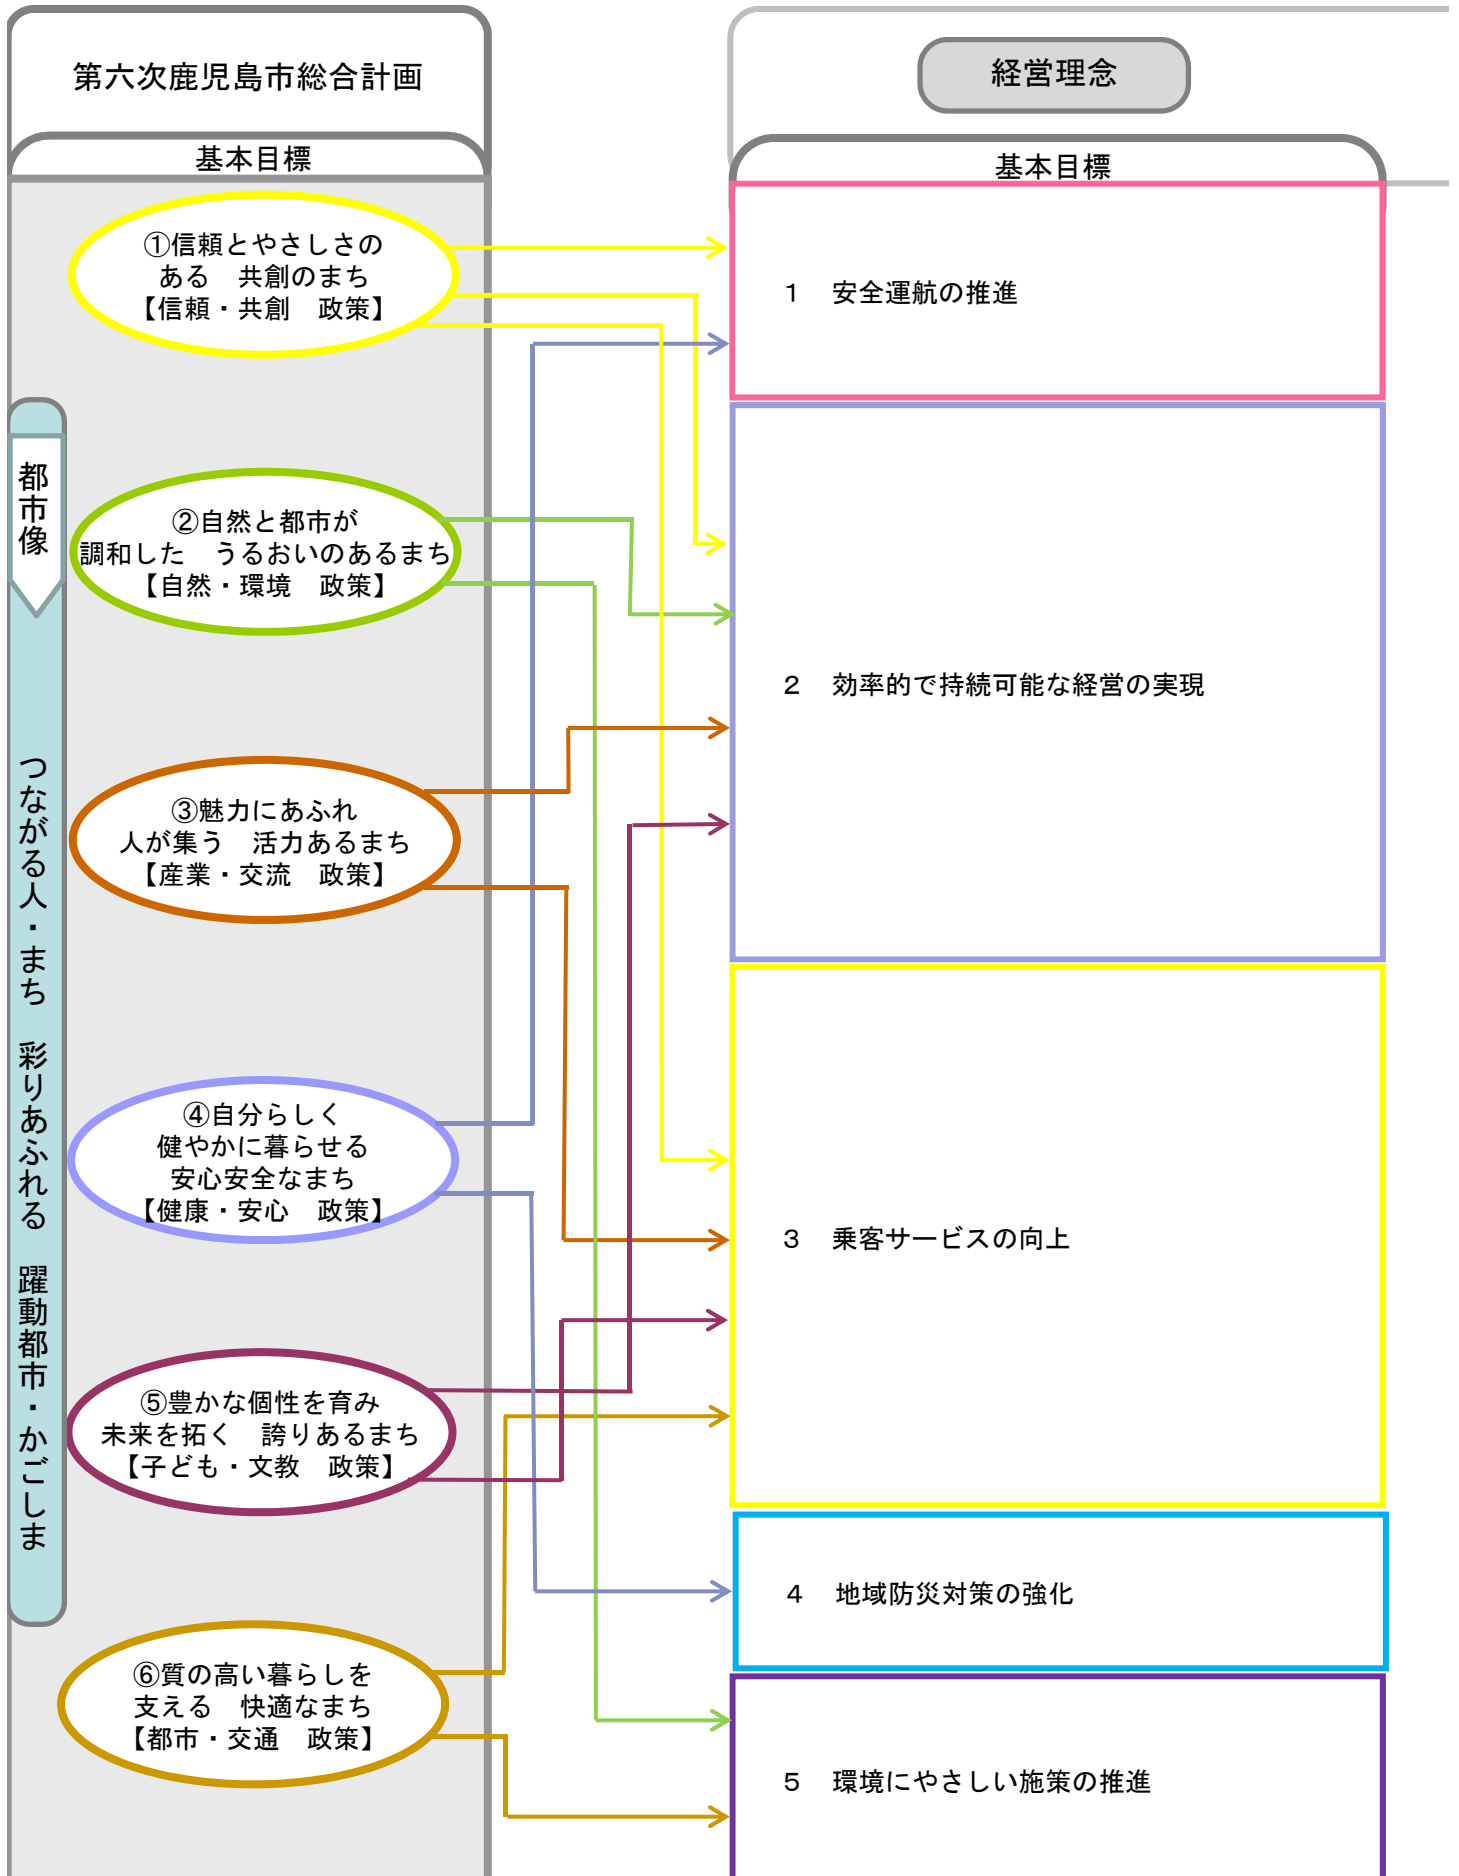 第六次鹿児島市総合計画
基本目標
①信頼とやさしさの
ある　共創のまち
【信頼・共創　政策】
②自然と都市が
調和した　うるおいのあるまち
【自然・環境　政策】
③魅力にあふれ
人が集う　活力あるまち
【産業・交流　政策】
④自分らしく
健やかに暮らせる
安心安全なまち
【健康・安心　政策】
⑤豊かな個性を育み
未来を拓く　誇りあるまち
【子ども・文教　政策】
⑥質の高い暮らしを
支える　快適なまち
【都市・交通　政策】
都市像
つながる人・まち　彩りあふれる　躍動都市・かごしま
経営理念
基本目標
１　安全運航の推進
２　効率的で持続可能な経営の実現
３　乗客サービスの向上
４　地域防災対策の強化
５　環境にやさしい施策の推進